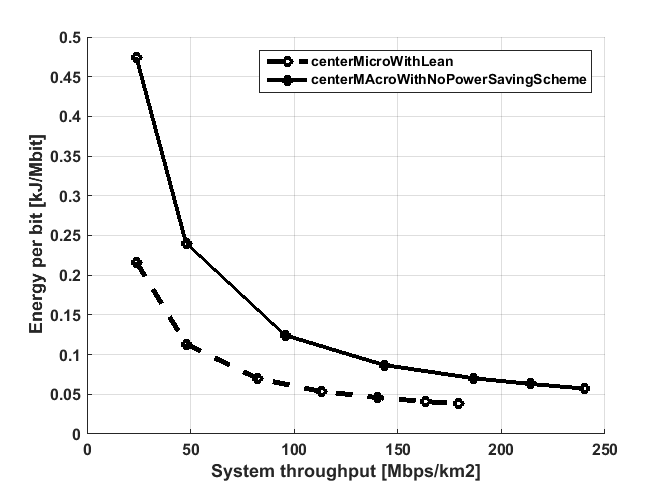 0.5
0.45
0.4
0.35
0.3
0.25
0.2
0.15
0.1
0.05
0
Energy per bit [kJ/Mbit]
centerMicroWithLean
centerMAcroWithNoPowerSavingScheme
0 50 100 150 200 250
System throughput [Mbps/km2]